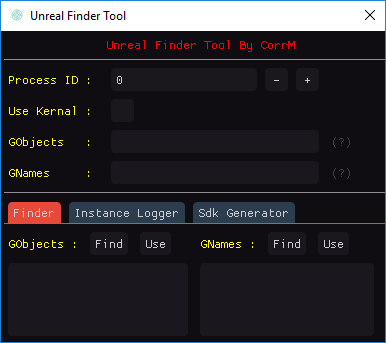 Unreal Finder Tool
Unreal Finder Tool By CorrM
Process ID : 0 - +
Use Kernal :
GObjects : (?)
GNames : (?)
Finder Instance Logger Sdk Generator
GObjects : Find Use GNames : Find Use